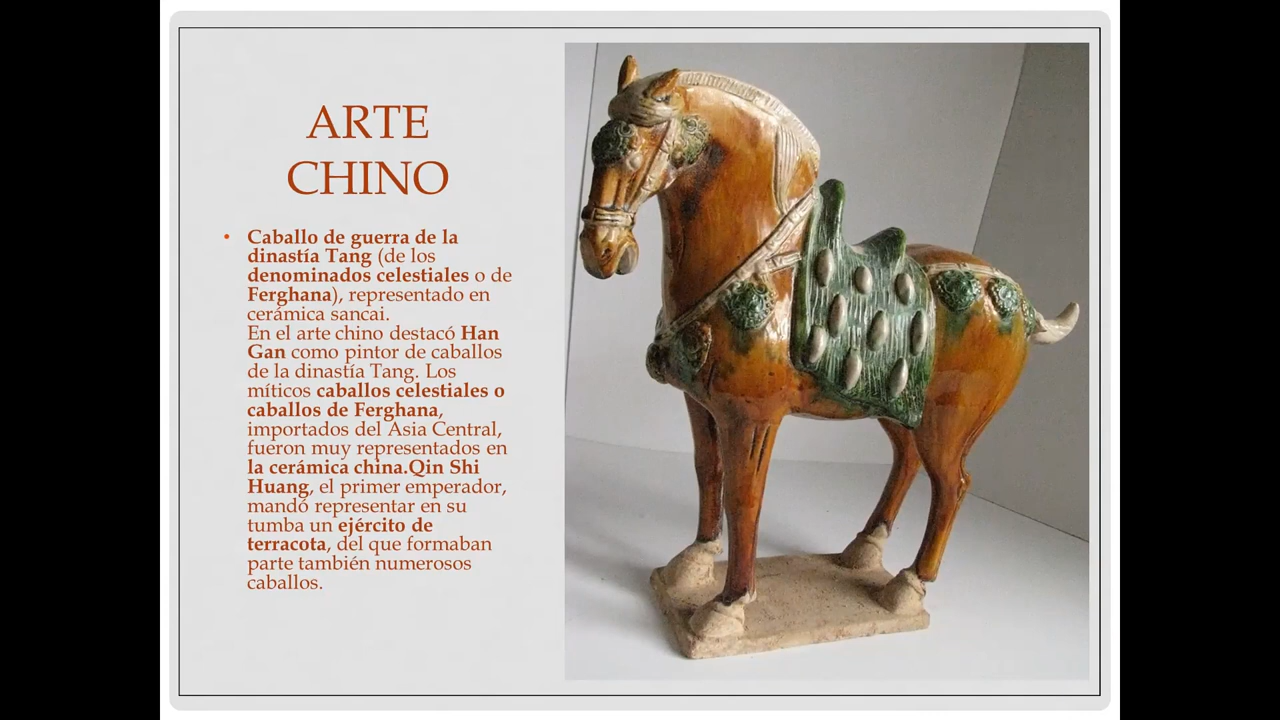 ARTE
CHINO
• Caballo de guerra de la
dinastía Tang (de los
denominados celestiales o de
Ferghana), representado en
cerámica sancai.
En el arte chino destacó Han
Gan como pintor de caballos
de la dinastía Tang. Los
míticos caballos celestiales o
caballos de Ferghana,
importados del Asia Central,
fueron muy representados en
la cerámica china.Qin Shi
Huang, el primer emperador,
mandó representar en su
tumba un ejército de
terracota, del que formaban
parte también numerosos
caballos.